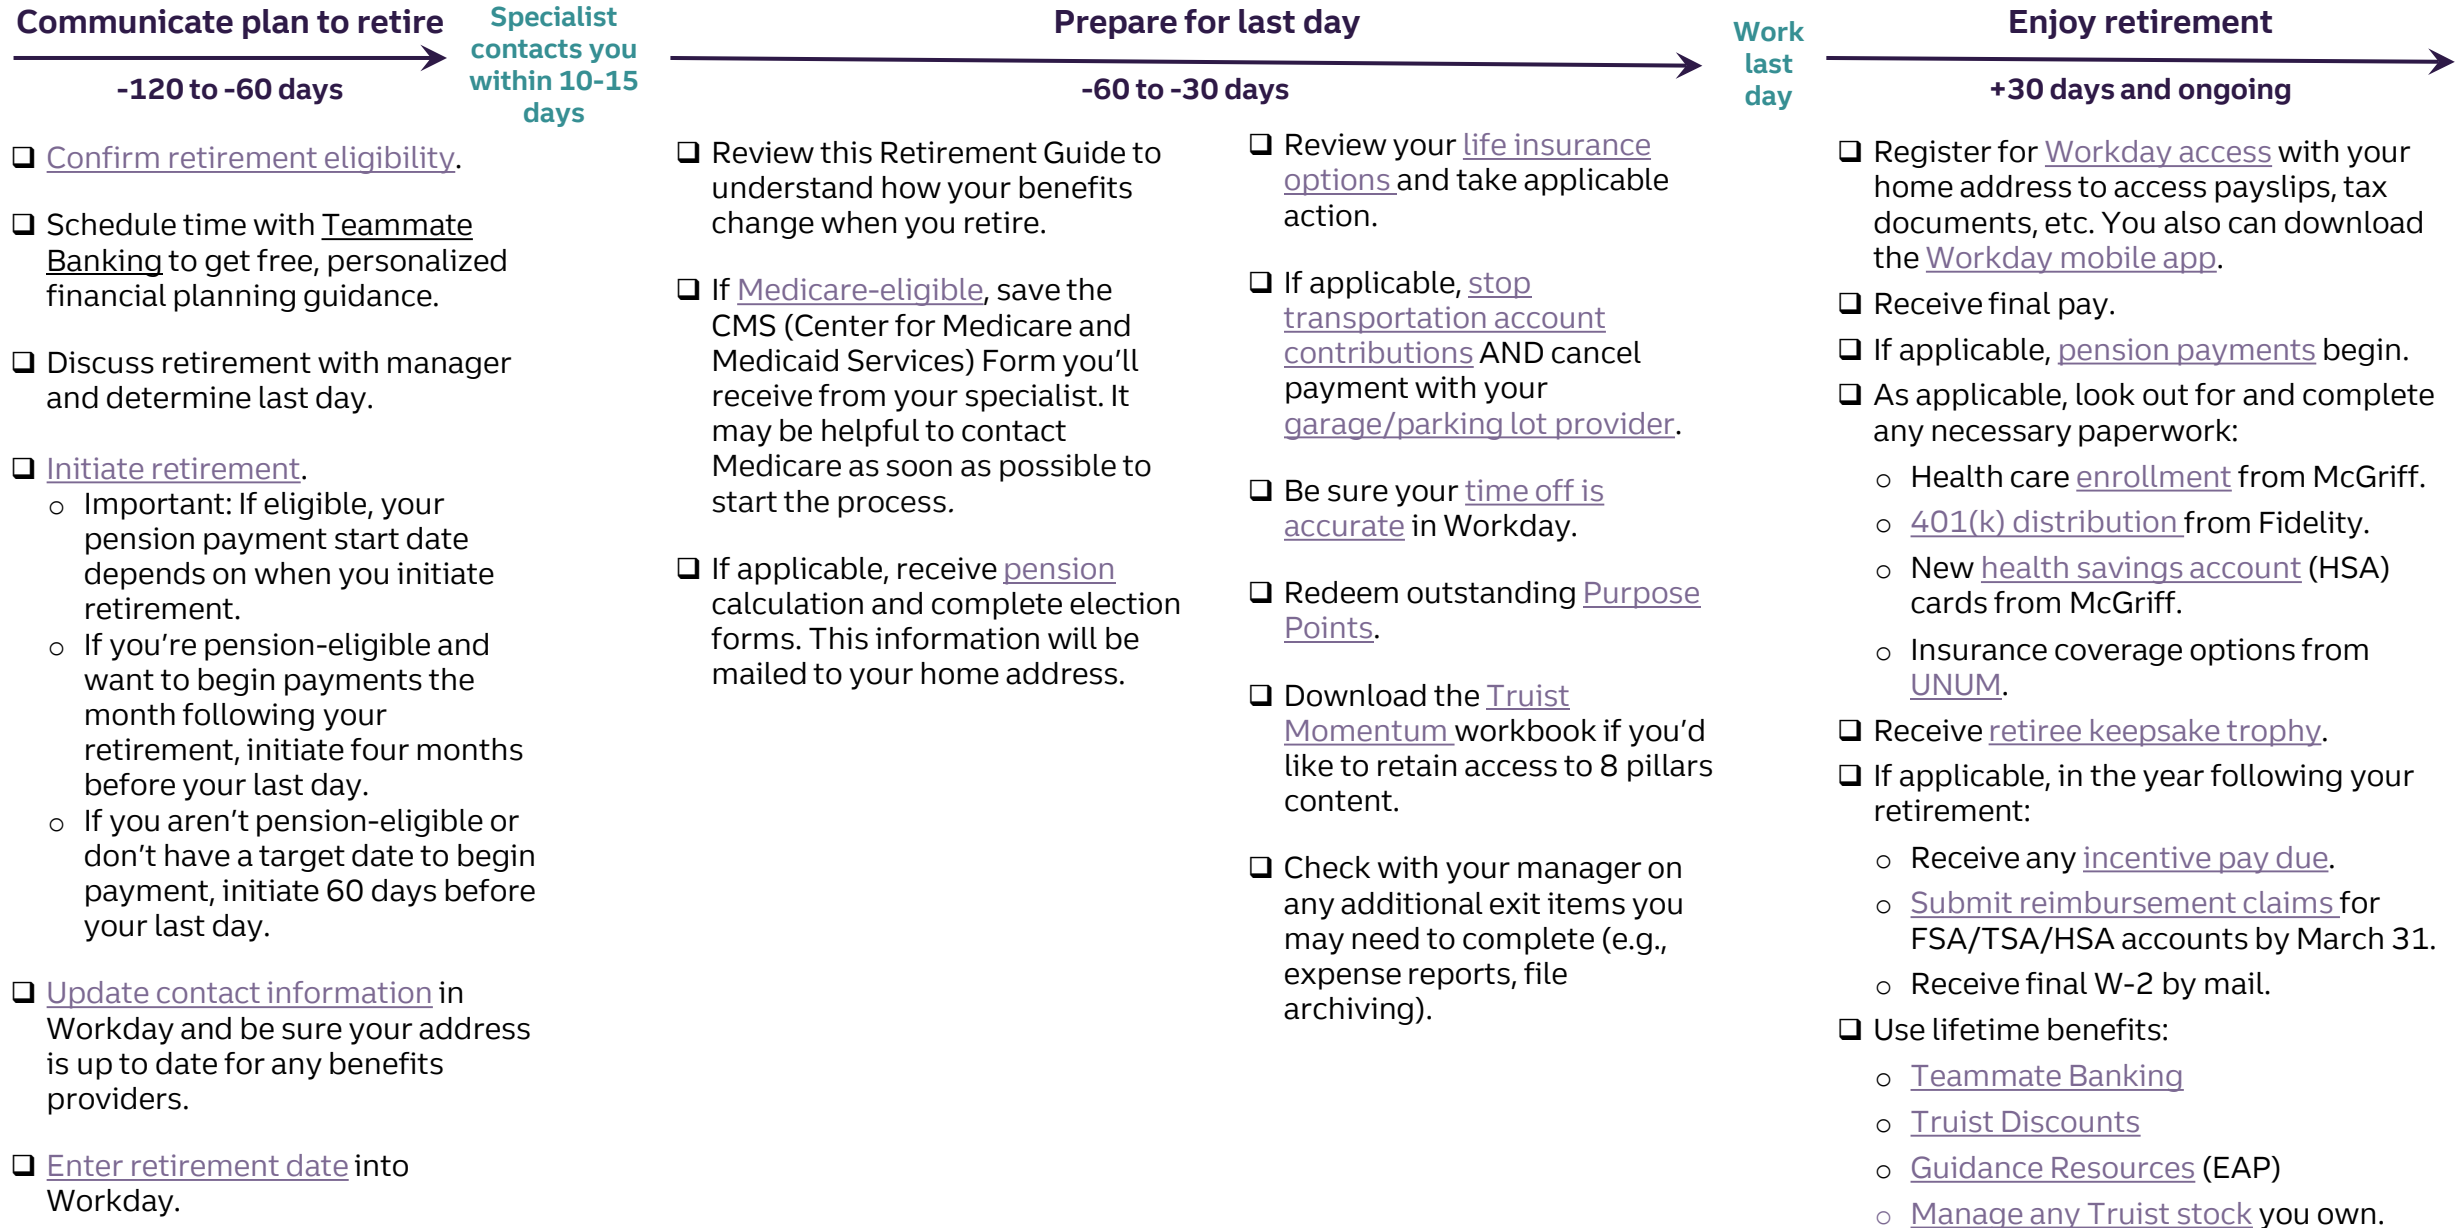 Communicate plan to retire
-120 to -60 days
❑ Confirm retirement eligibility.
❑ Schedule time with Teammate
Banking to get free, personalized
financial planning guidance.
❑ Discuss retirement with manager
and determine last day.
❑ Initiate retirement.
o Important: If eligible, your
pension payment start date
depends on when you initiate
retirement.
o If you're pension-eligible and
want to begin payments the
month following your
retirement, initiate four months
before your last day.
o If you aren't pension-eligible or
don't have a target date to begin
payment, initiate 60 days before
your last day.
❑ Update contact information in
Workday and be sure your address
is up to date for any benefits
providers.
❑ Enter retirement date into
Workday.
Specialist
contacts you
within 10-15
days
Prepare for last day
-60 to -30 days
❑ Review this Retirement Guide to
understand how your benefits
change when you retire.
❑ If Medicare-eligible, save the
CMS (Center for Medicare and
Medicaid Services) Form you'll
receive from your specialist. It
may be helpful to contact
Medicare as soon as possible to
start the process.
❑ If applicable, receive pension
calculation and complete election
forms. This information will be
mailed to your home address.
❑ Review your life insurance
options and take applicable
action.
❑ If applicable, stop
transportation account
contributions AND cancel
payment with your
garage/parking lot provider.
❑ Be sure your time off is
accurate in Workday.
❑ Redeem outstanding Purpose
Points.
❑ Download the Truist
Momentum workbook if you'd
like to retain access to 8 pillars
content.
❑ Check with your manager on
any additional exit items you
may need to complete (e.g.,
expense reports, file
archiving).
Work
last
day
Enjoy retirement
+30 days and ongoing
❑ Register for Workday access with your
home address to access payslips, tax
documents, etc. You also can download
the Workday mobile app.
❑ Receive final pay.
❑ If applicable, pension payments begin.
❑ As applicable, look out for and complete
any necessary paperwork:
o Health care enrollment from McGriff.
o 401(k) distribution from Fidelity.
o New health savings account (HSA)
cards from McGriff.
o Insurance coverage options from
UNUM.
❑ Receive retiree keepsake trophy.
❑ If applicable, in the year following your
retirement:
o Receive any incentive pay due.
o Submit reimbursement claims for
FSA/TSA/HSA accounts by March 31.
o Receive final W-2 by mail.
❑ Use lifetime benefits:
o Teammate Banking
o Truist Discounts
o Guidance Resources (EAP)
o Manage any Truist stock you own.